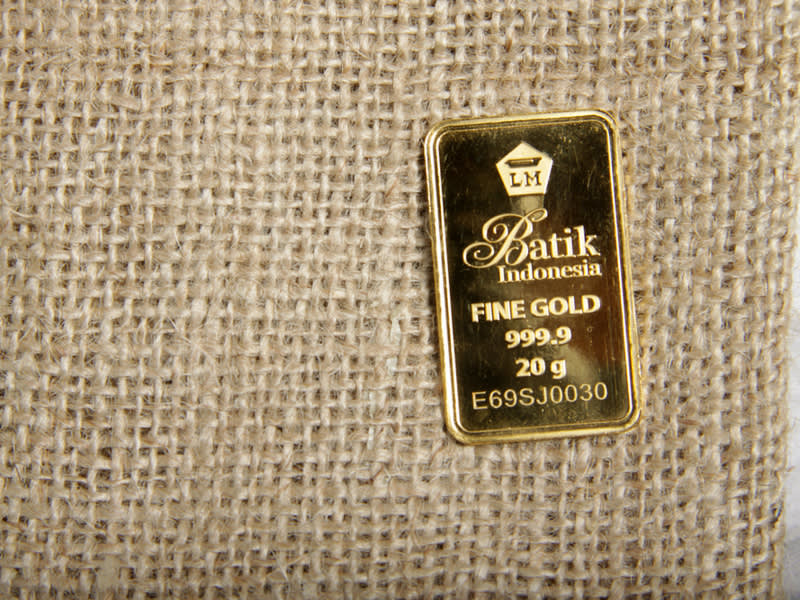 LM
Batik
Indonesia
FINE GOLD
999.9
20 g
E69SJ0030